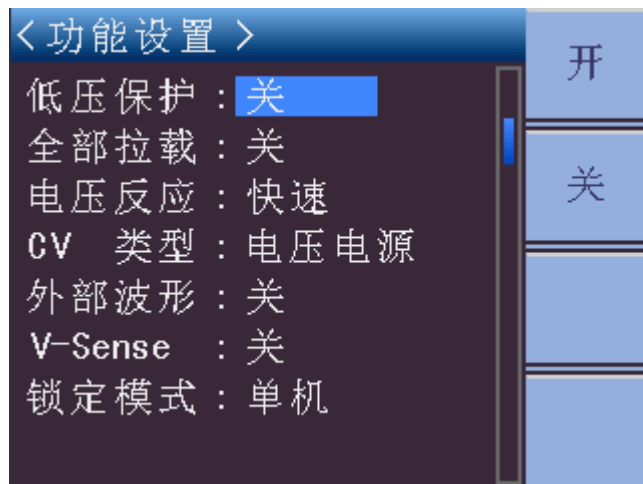 <功能设置 >
低压保护:关
全部拉载:关
电压反应:快速
CV 类型:电压电源
外部波形:关
V-Sense :关
锁定模式:单机
开
关